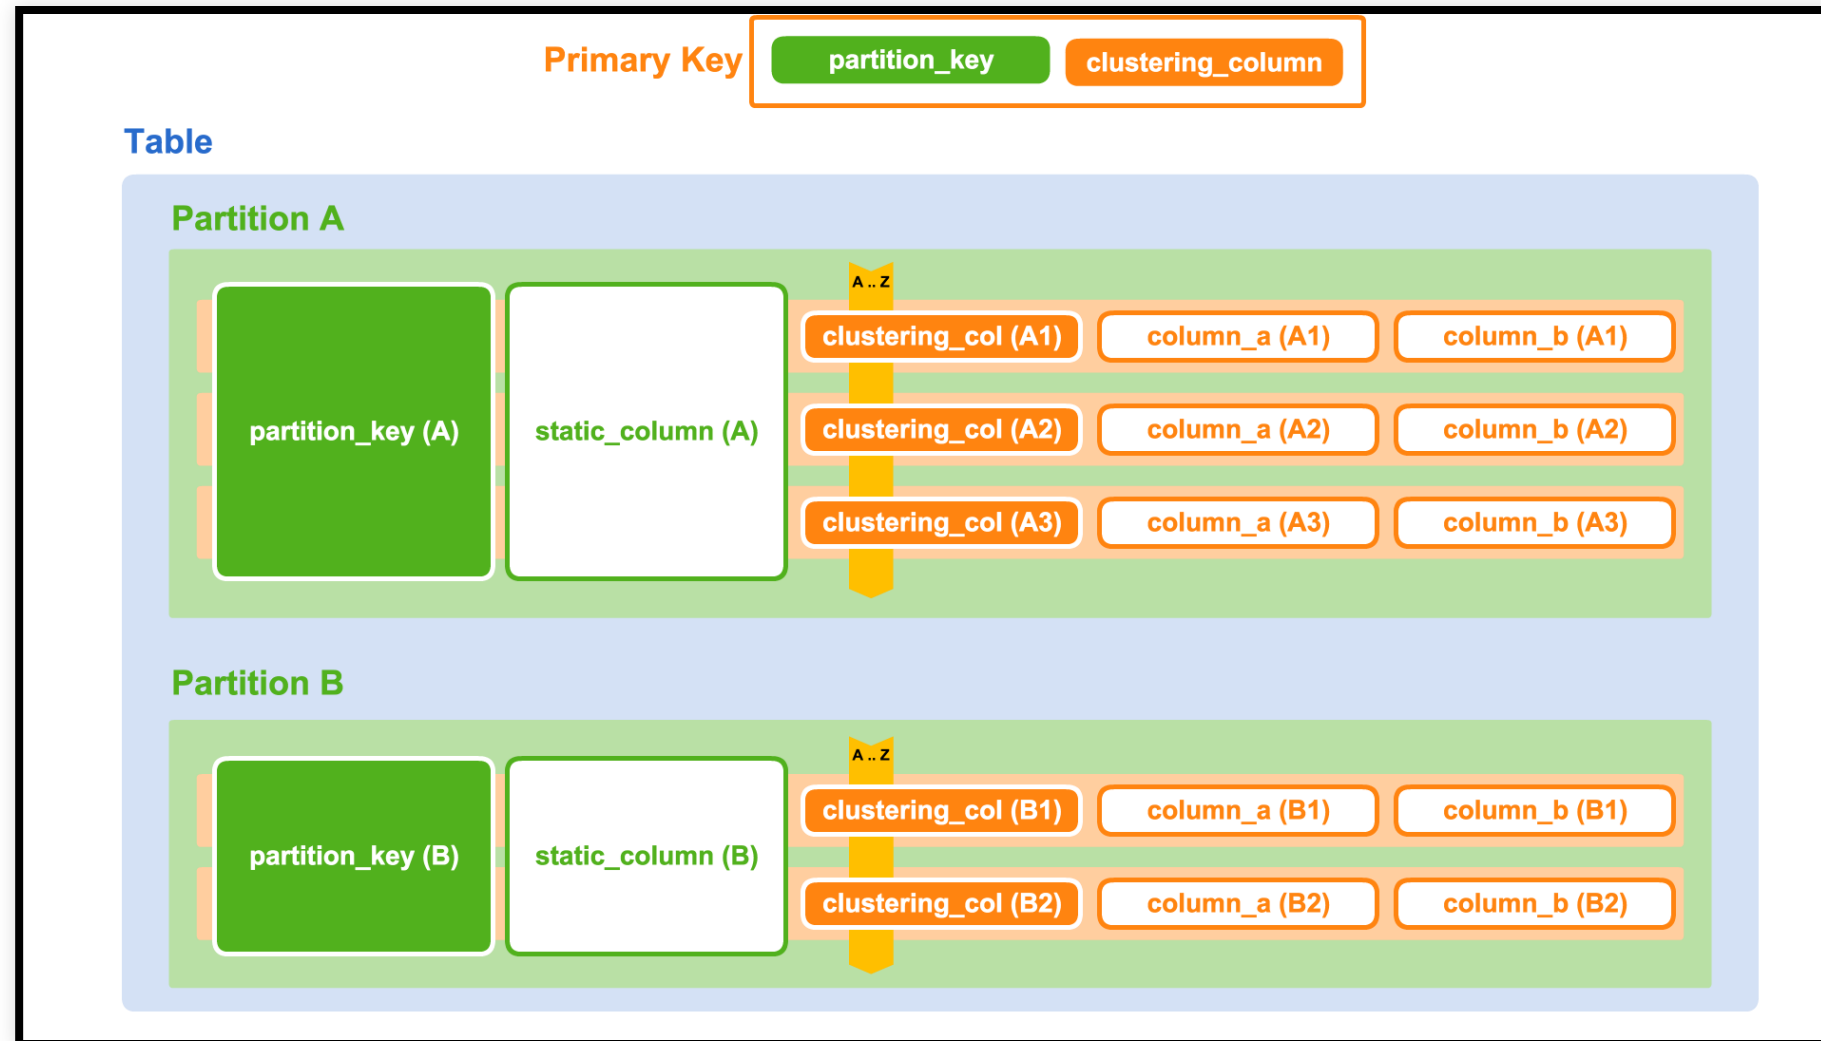 Primary Key partition_key clustering_column
Table
Partition A
A .. Z
clustering_col (A1) column_a (A1) column_b (A1)
partition_key (A) static_column (A) clustering_col (A2) column_a (A2) column_b (A2)
clustering_col (A3) column_a (A3) column_b (A3)
Partition B
A .. Z
clustering_col (B1) column_a (B1) column_b (B1)
partition_key (B) static_column (B)
clustering_col (B2) column_a (B2) column_b (B2)